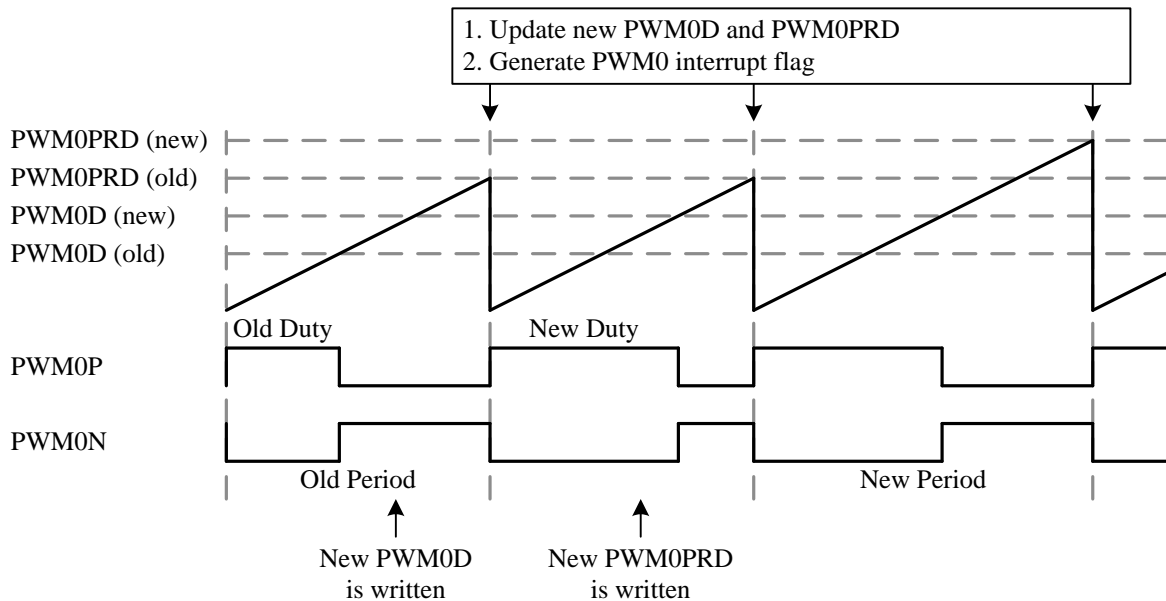 1. Update new PWM0D and PWM0PRD
2. Generate PWM0 interrupt flag
PWM0PRD (new)
PWM0PRD (old)
PWM0D (new)
PWM0D (old)
Old Duty
New Duty
PWM0P
PWM0N
Old Period
New Period
New PWM0D
is written
New PWM0PRD
is written